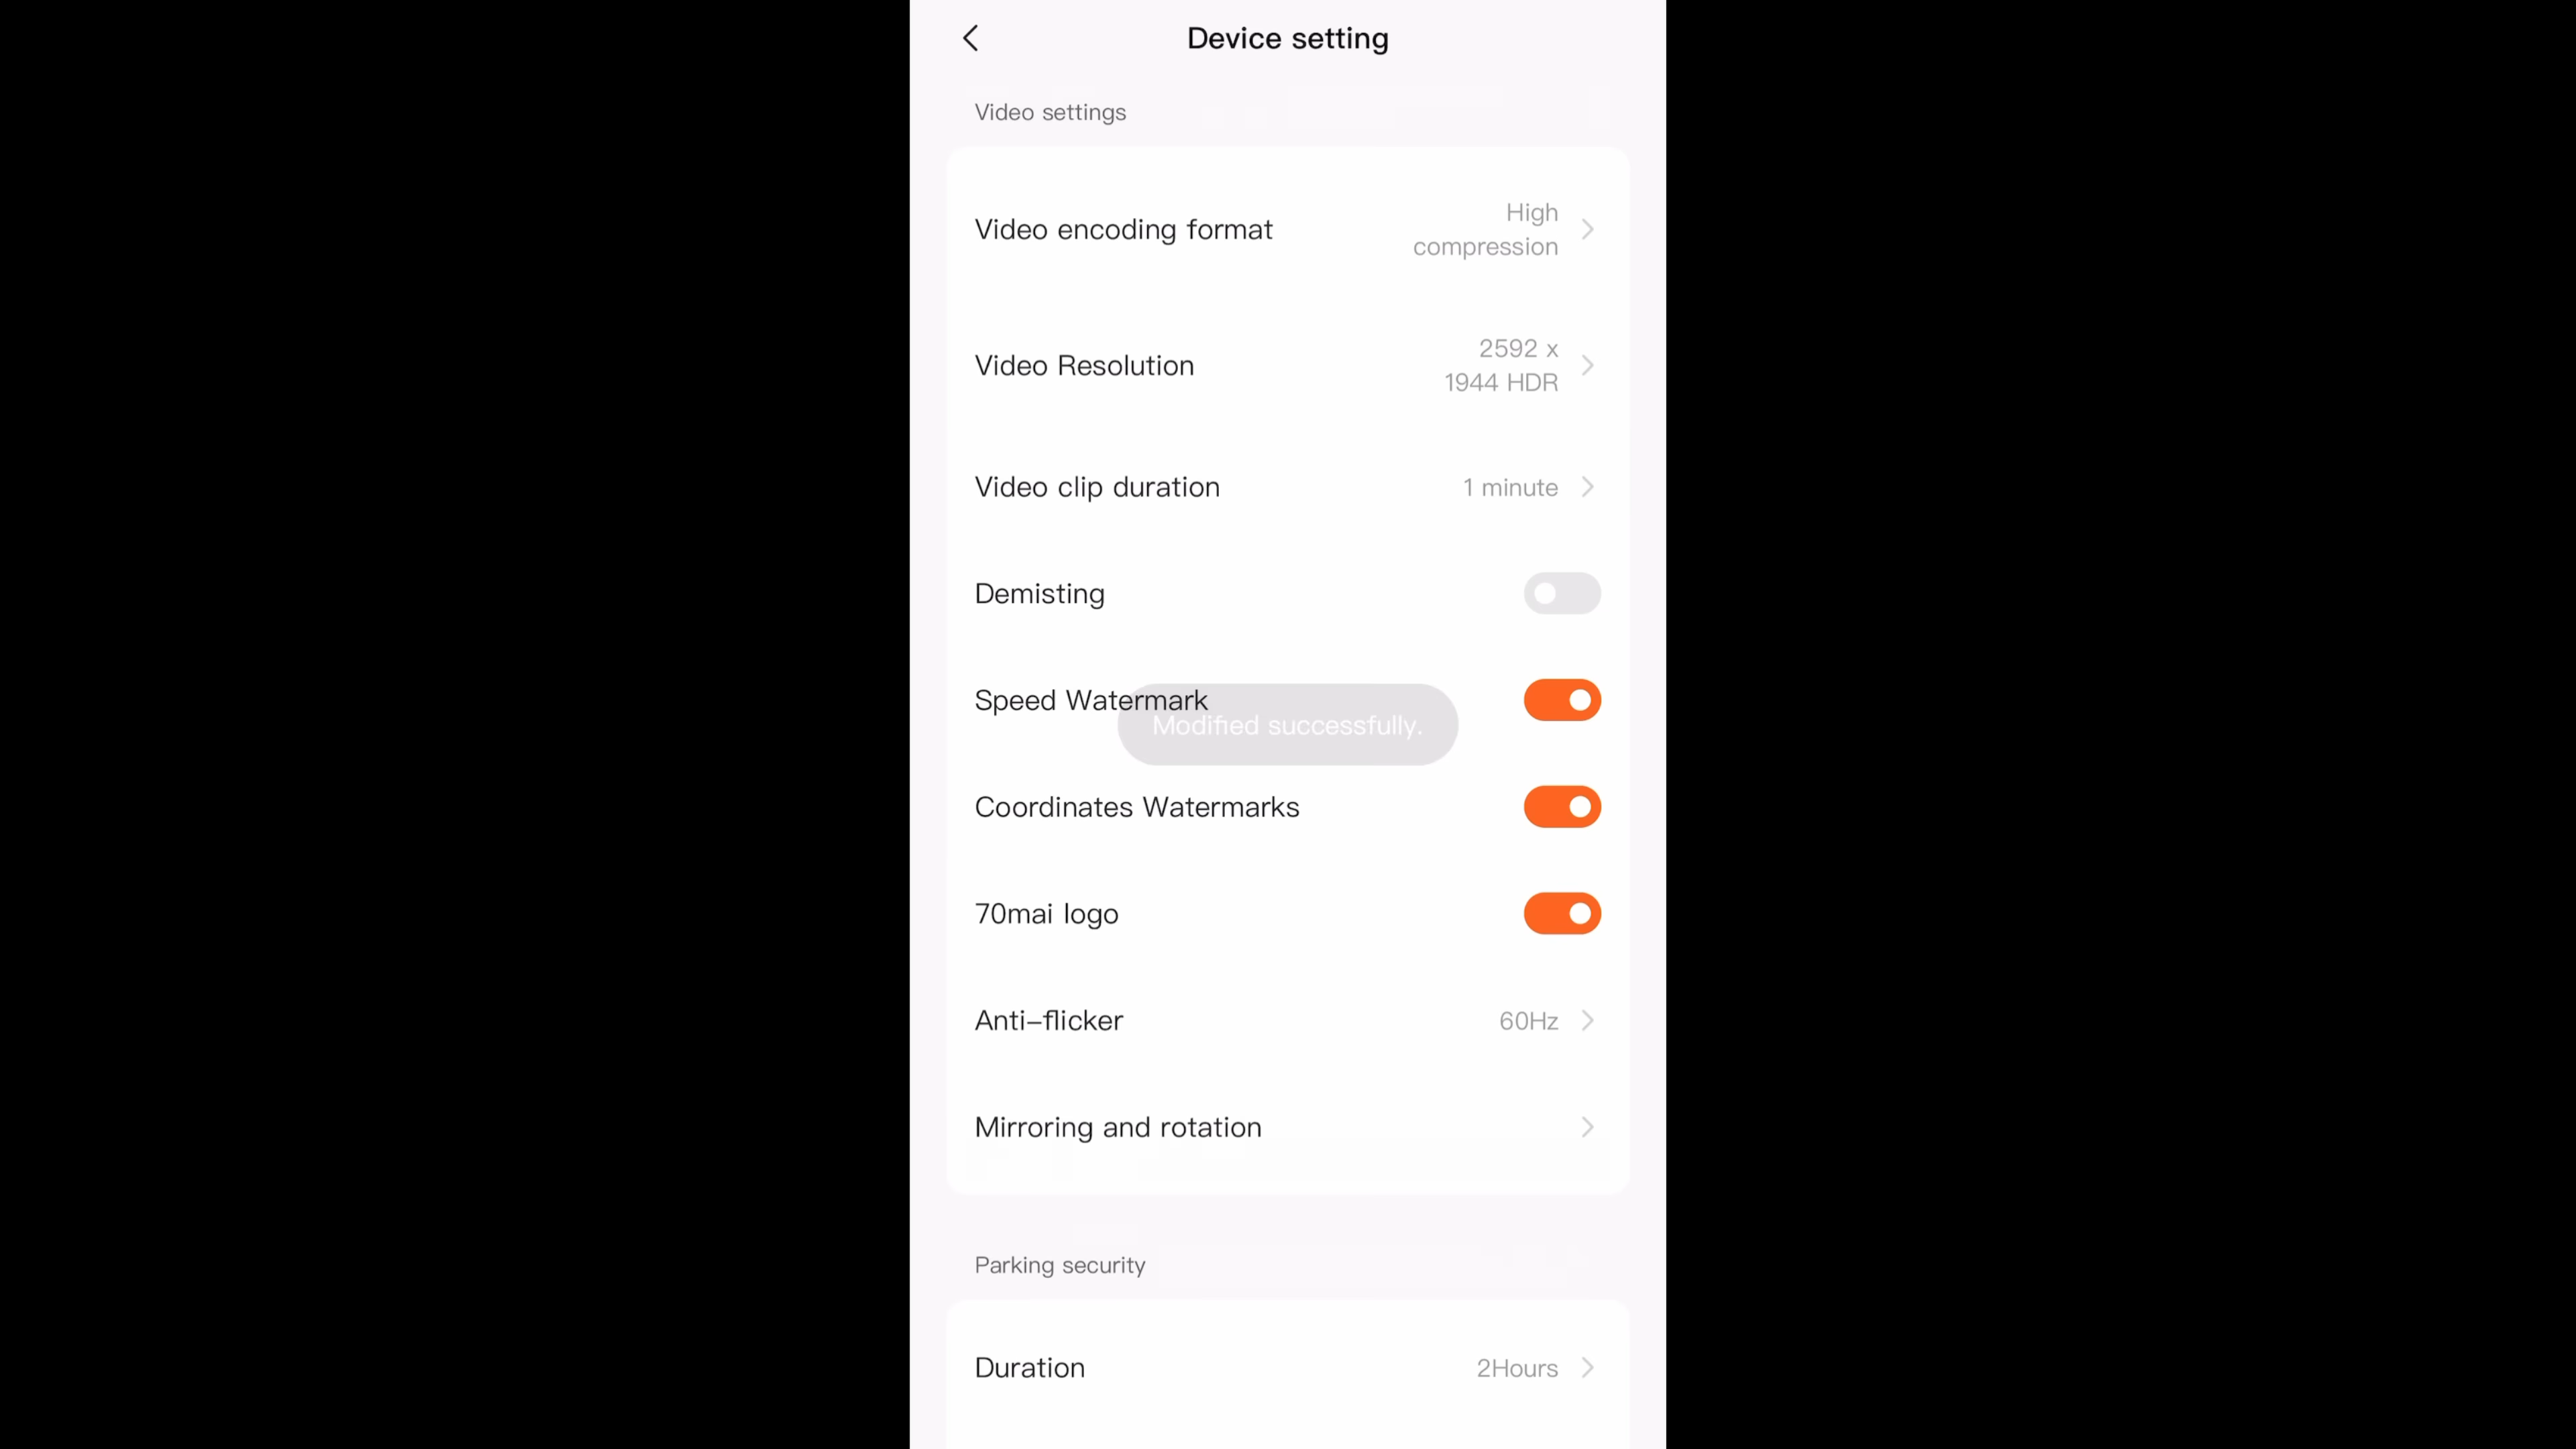 Device setting
Video settings
Video encoding format
High
compression
Video Resolution
2592 x
1944 HDR
Video clip duration
1 minute
Demisting
Speed Watermark
Modified successfully.
Coordinates Watermarks
70mai logo
Anti-flicker
60Hz
Mirroring and rotation
Parking security
Duration
2Hours